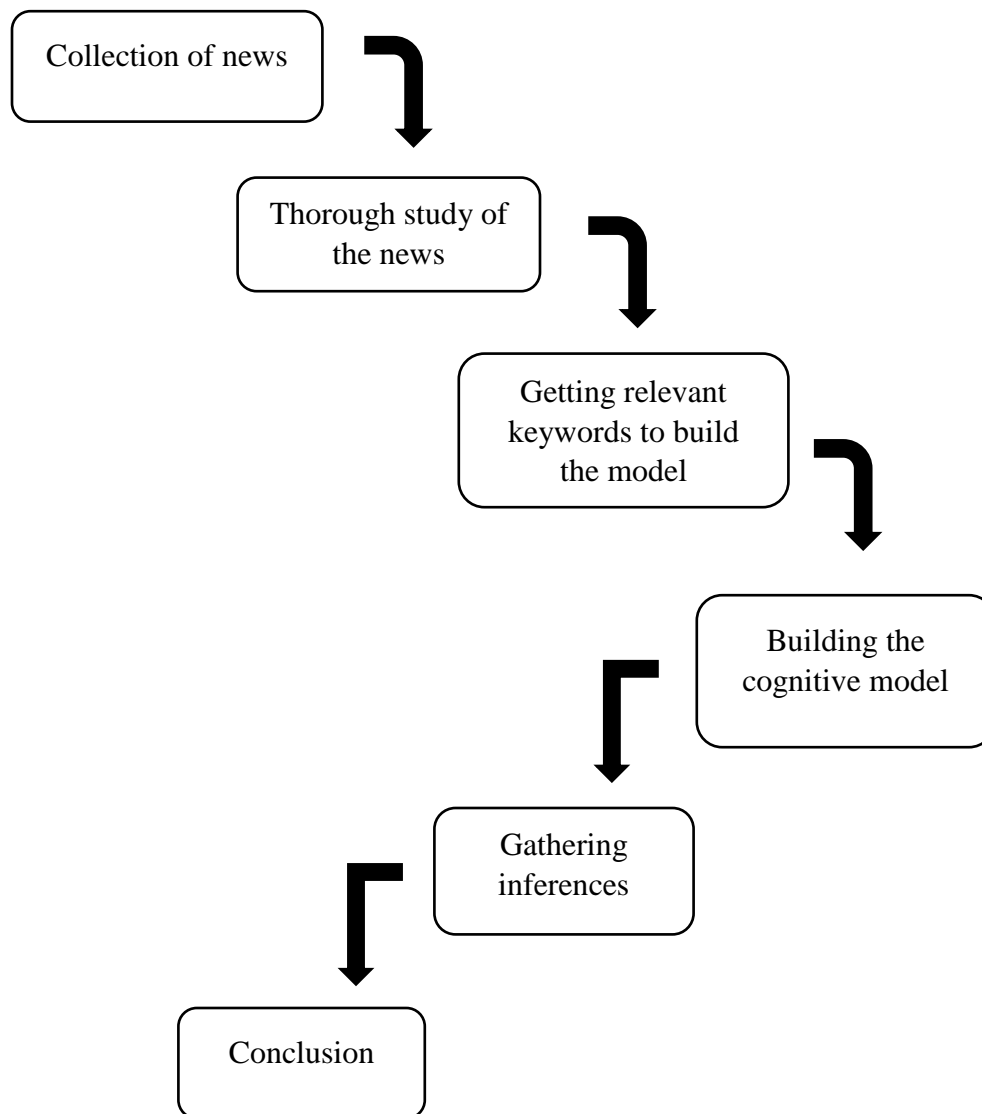 Collection of news
Thorough study of
the news
Getting relevant
keywords to build
the model
Building the
cognitive model
Gathering
inferences
Conclusion